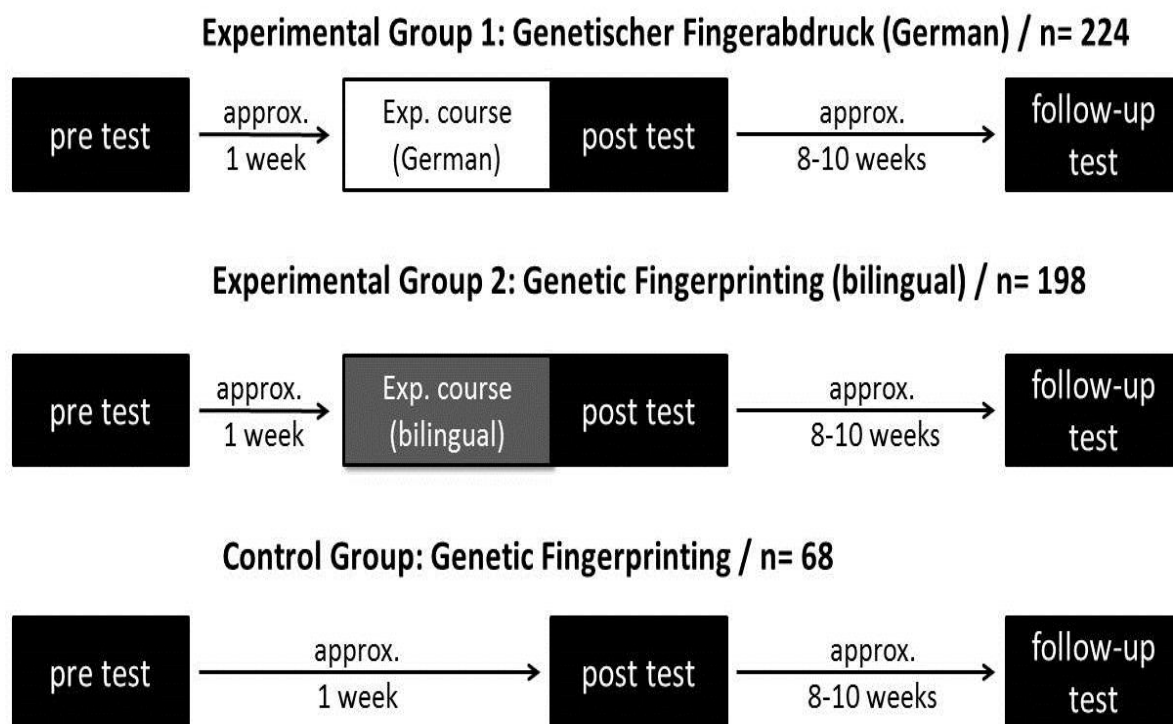 Experimental Group 1: Genetischer Fingerabdruck (German) / n= 224
pre test
approx.
1 week
Exp. course
(German)
post test
approx.
8-10 weeks
follow-up
test
Experimental Group 2: Genetic Fingerprinting (bilingual) / n= 198
pre test
approx.
1 week
Exp. course
(bilingual)
post test
approx.
8-10 weeks
follow-up
test
Control Group: Genetic Fingerprinting / n= 68
pre test
approx.
1 week
post test
approx.
8-10 weeks
follow-up
test